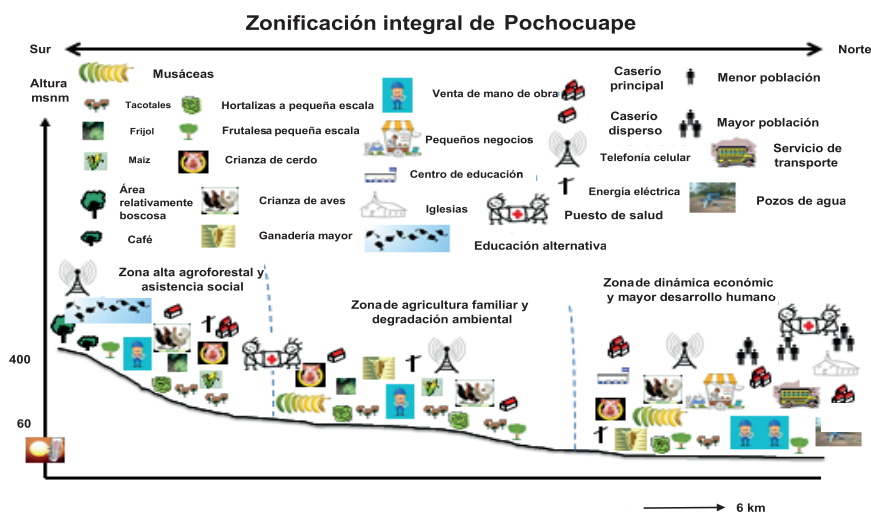 Zonificación integral de Pochocuape
Sur
Norte
Altura
msnm
Musáceas
Tacotales
Hortalizas a pequeña escala
Frijol
Frutalesa pequeña escala
Maíz
Crianza de cerdo
Área
relativamente
boscosa
Crianza de aves
Café
Ganadería mayor
Venta de mano de obra
Pequeños negocios
Centro de educación
Iglesias
Educación alternativa
Caserío
principal
Caserío
disperso
Telefonía celular
Energía eléctrica
Puesto de salud
Menor población
Mayor población
Servicio de
transporte
Pozos de agua
Zona alta agroforestal y
asistencia social
Zona de agricultura familiar y
degradación ambiental
Zona de dinámica económic
y mayor desarrollo humano
400
60
6 km